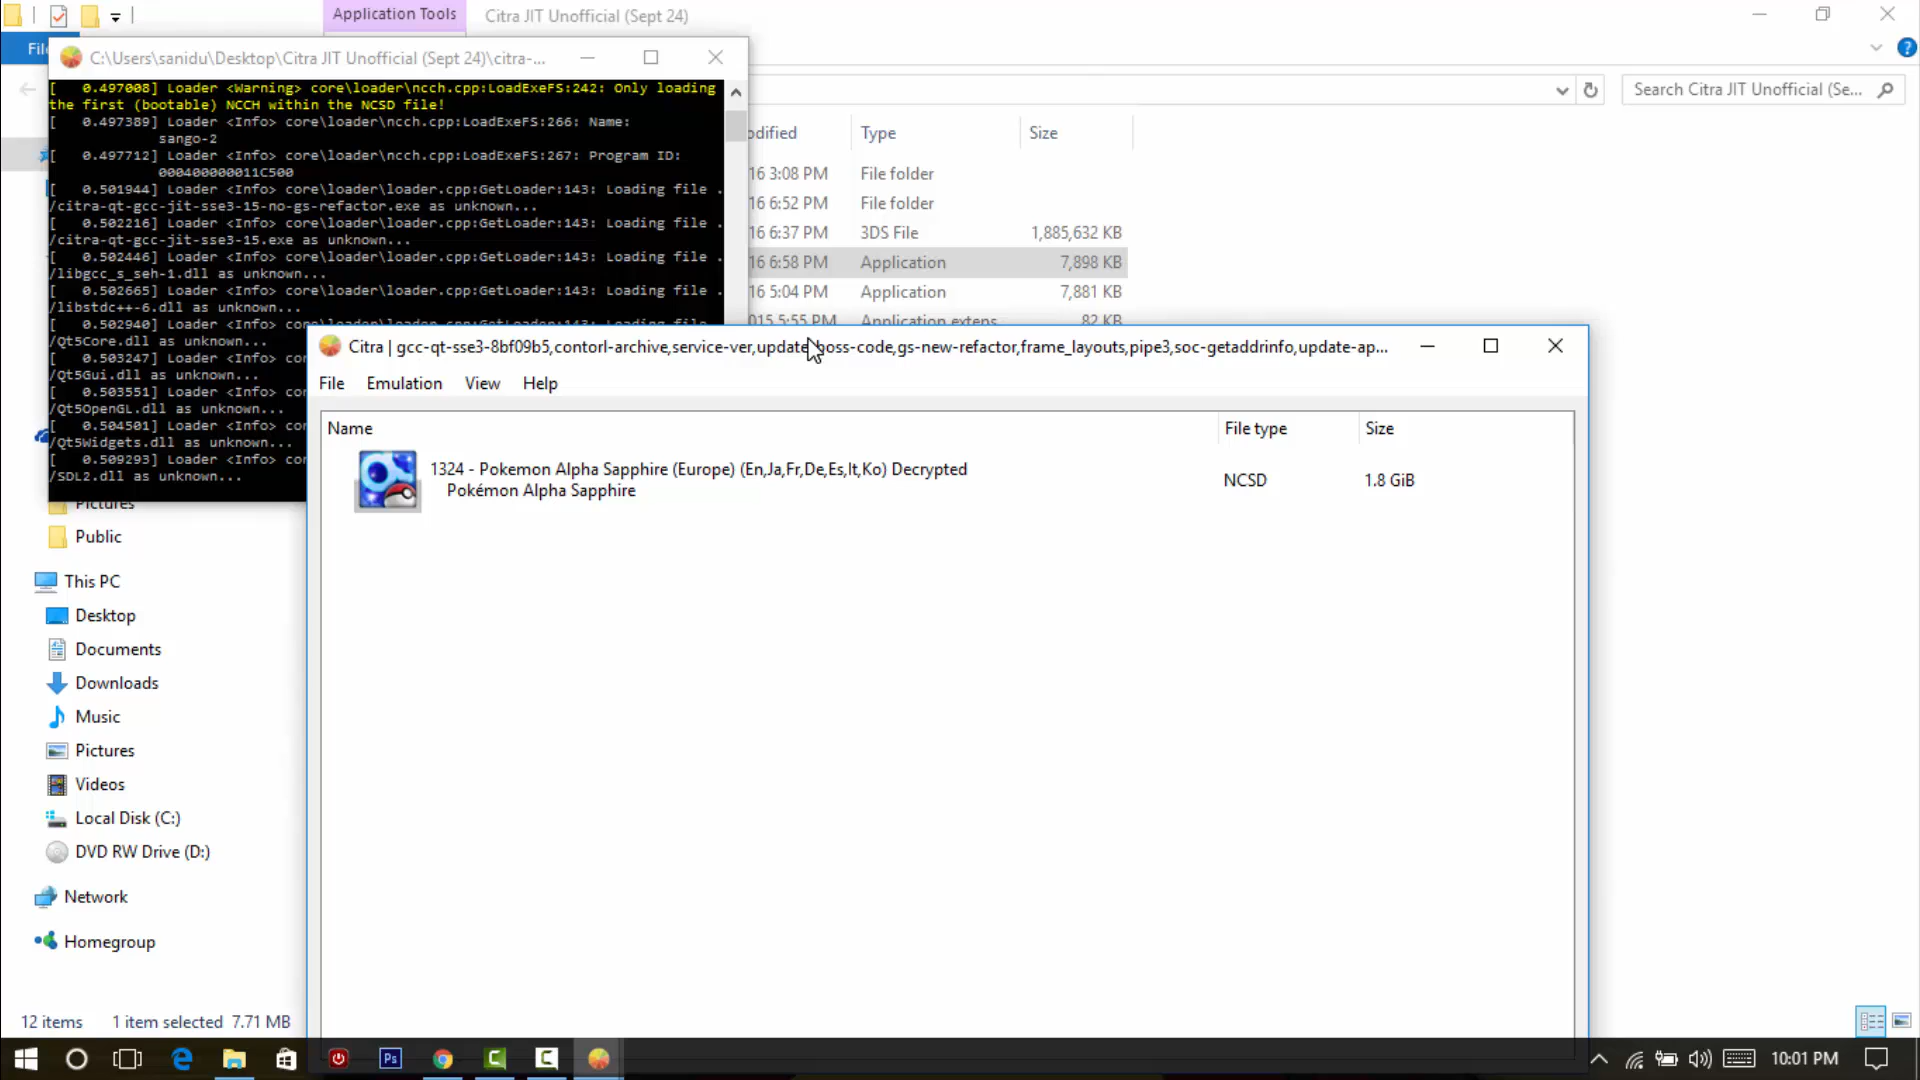 Application Tools
Citra JIT Unofficial (Sept 24)
C:\Users\sanidu\Desktop\Citra JIT Unofficial (Sept 24)\citra-...
[   0.497008] Loader <Warning> core\loader\ncch.cpp:LoadExeFS:242: Only loading
the first (bootable) NCCH within the NCSD file!
[   0.497389] Loader <Info> core\loader\ncch.cpp:LoadExeFS:266: Name:
sango-2
[   0.497712] Loader <Info> core\loader\ncch.cpp:LoadExeFS:267: Program ID:
000400000011C500
[   0.501944] Loader <Info> core\loader\loader.cpp:GetLoader:143: Loading file .
/citra-qt-gcc-jit-sse3-15-no-gs-refactor.exe as unknown...
[   0.502216] Loader <Info> core\loader\loader.cpp:GetLoader:143: Loading file .
/citra-qt-gcc-jit-sse3-15.exe as unknown...
[   0.502446] Loader <Info> core\loader\loader.cpp:GetLoader:143: Loading file .
/libgcc_s_seh-1.dll as unknown...
[   0.502665] Loader <Info> core\loader\loader.cpp:GetLoader:143: Loading file .
/libstdc++-6.dll as unknown...
[   0.502940] Loader <Info>
/Qt5Core.dll as unknown...
[   0.503247] Loader <Info> cor
/Qt5Gui.dll as unknown...
[   0.503551] Loader <Info> cor
/Qt5OpenGL.dll as unknown...
[   0.504501] Loader <Info> cor
/Qt5Widgets.dll as unknown...
[   0.509293] Loader <Info> cor
/SDL2.dll as unknown...
Search Citra JIT Unofficial (Se...
odified Type Size
16 3:08 PM File folder
16 6:52 PM File folder
16 6:37 PM 3DS File 1,885,632 KB
16 6:58 PM Application 7,898 KB
16 5:04 PM Application 7,881 KB
015 5:55 PM Application extens 82 KB
Citra | gcc-qt-sse3-8bf09b5,contorl-archive,service-ver,update-boss-code,gs-new-refactor,frame_layouts,pipe3,soc-getaddrinfo,update-ap...
File Emulation View Help
Name File type Size
1324 - Pokemon Alpha Sapphire (Europe) (En,Ja,Fr,De,Es,It,Ko) Decrypted
Pokémon Alpha Sapphire
NCSD 1.8 GiB
Pictures
Public
This PC
Desktop
Documents
Downloads
Music
Pictures
Videos
Local Disk (C:)
DVD RW Drive (D:)
Network
Homegroup
12 items 1 item selected 7.71 MB
Ps
10:01 PM